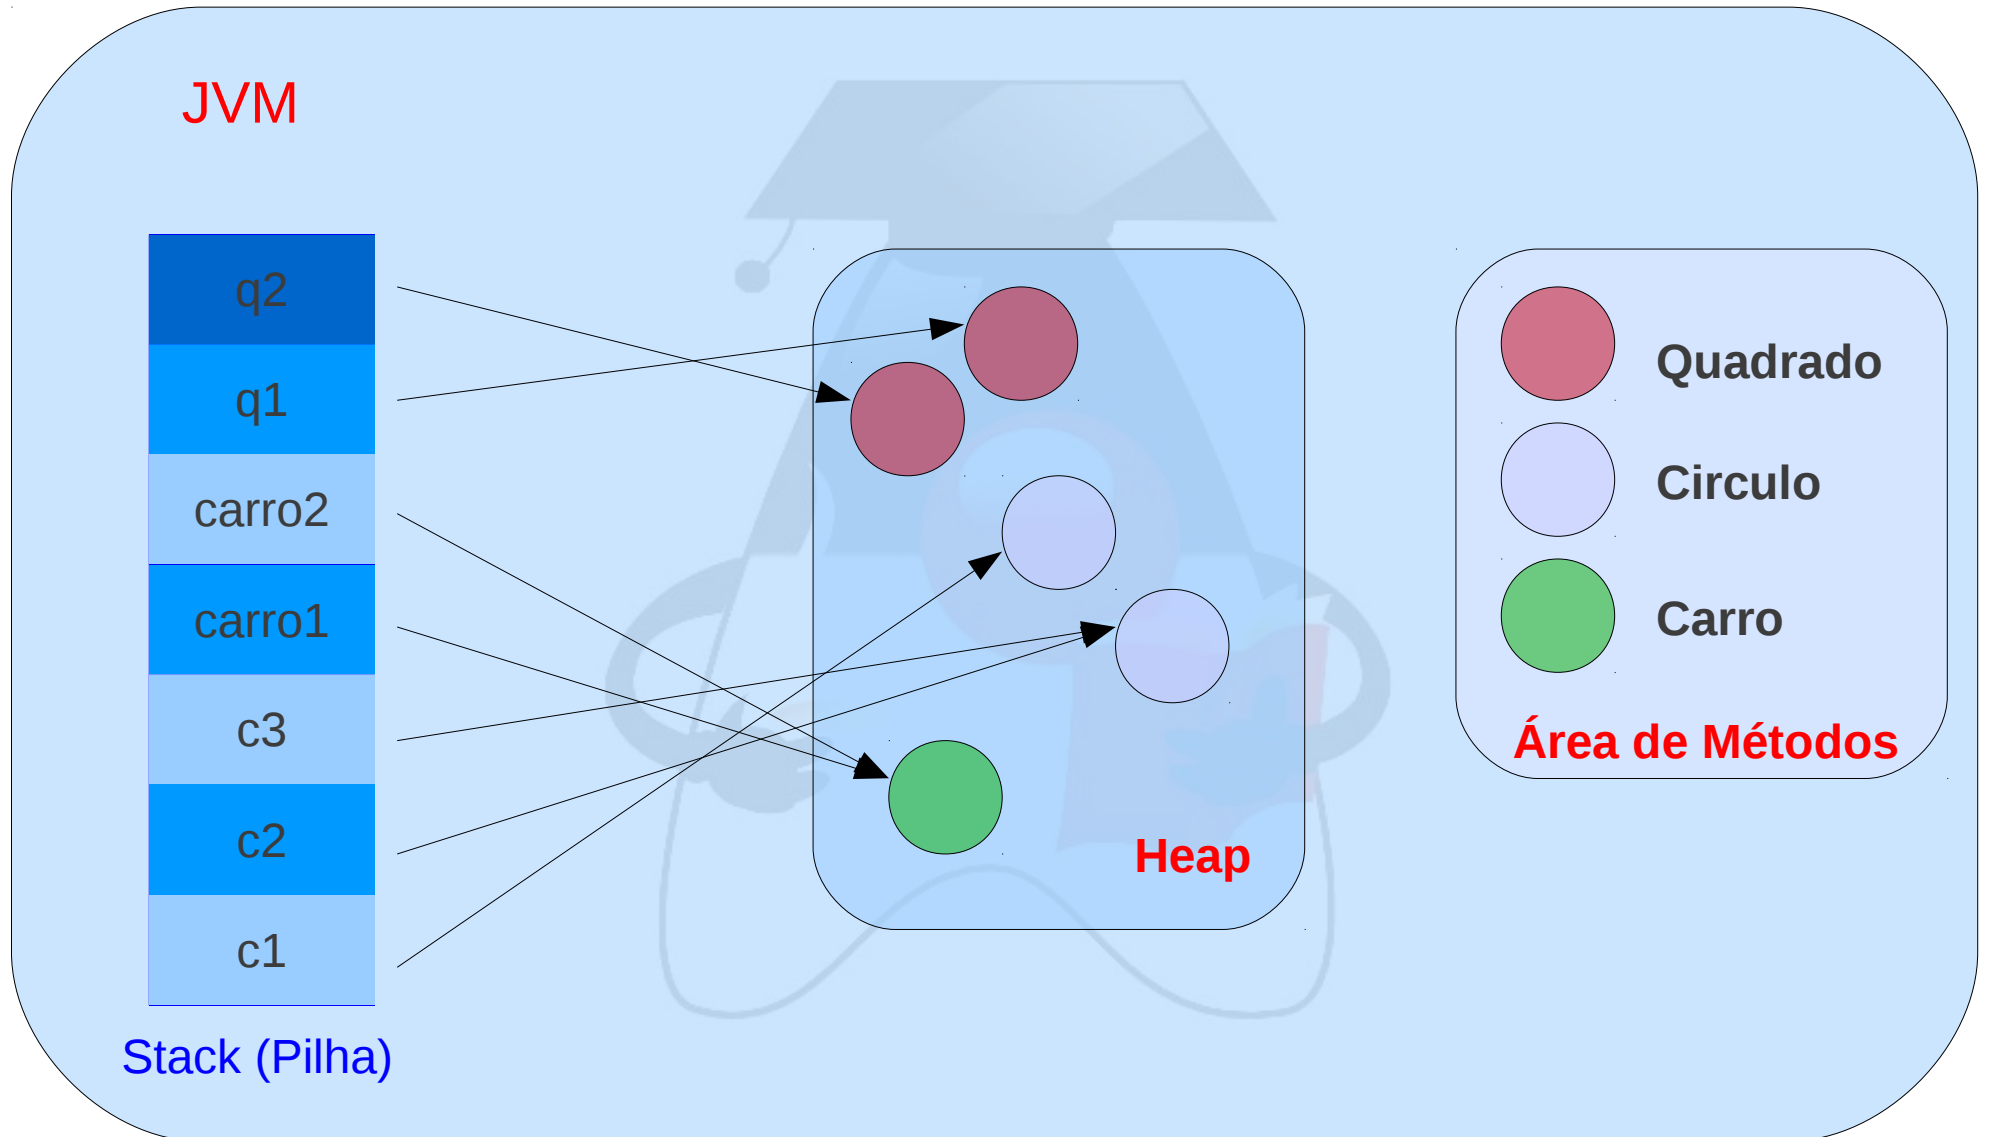 JVM
q2
q1
carro2
carro1
c3
c2
c1
Stack (Pilha)
Heap
Quadrado
Circulo
Carro
Área de Métodos